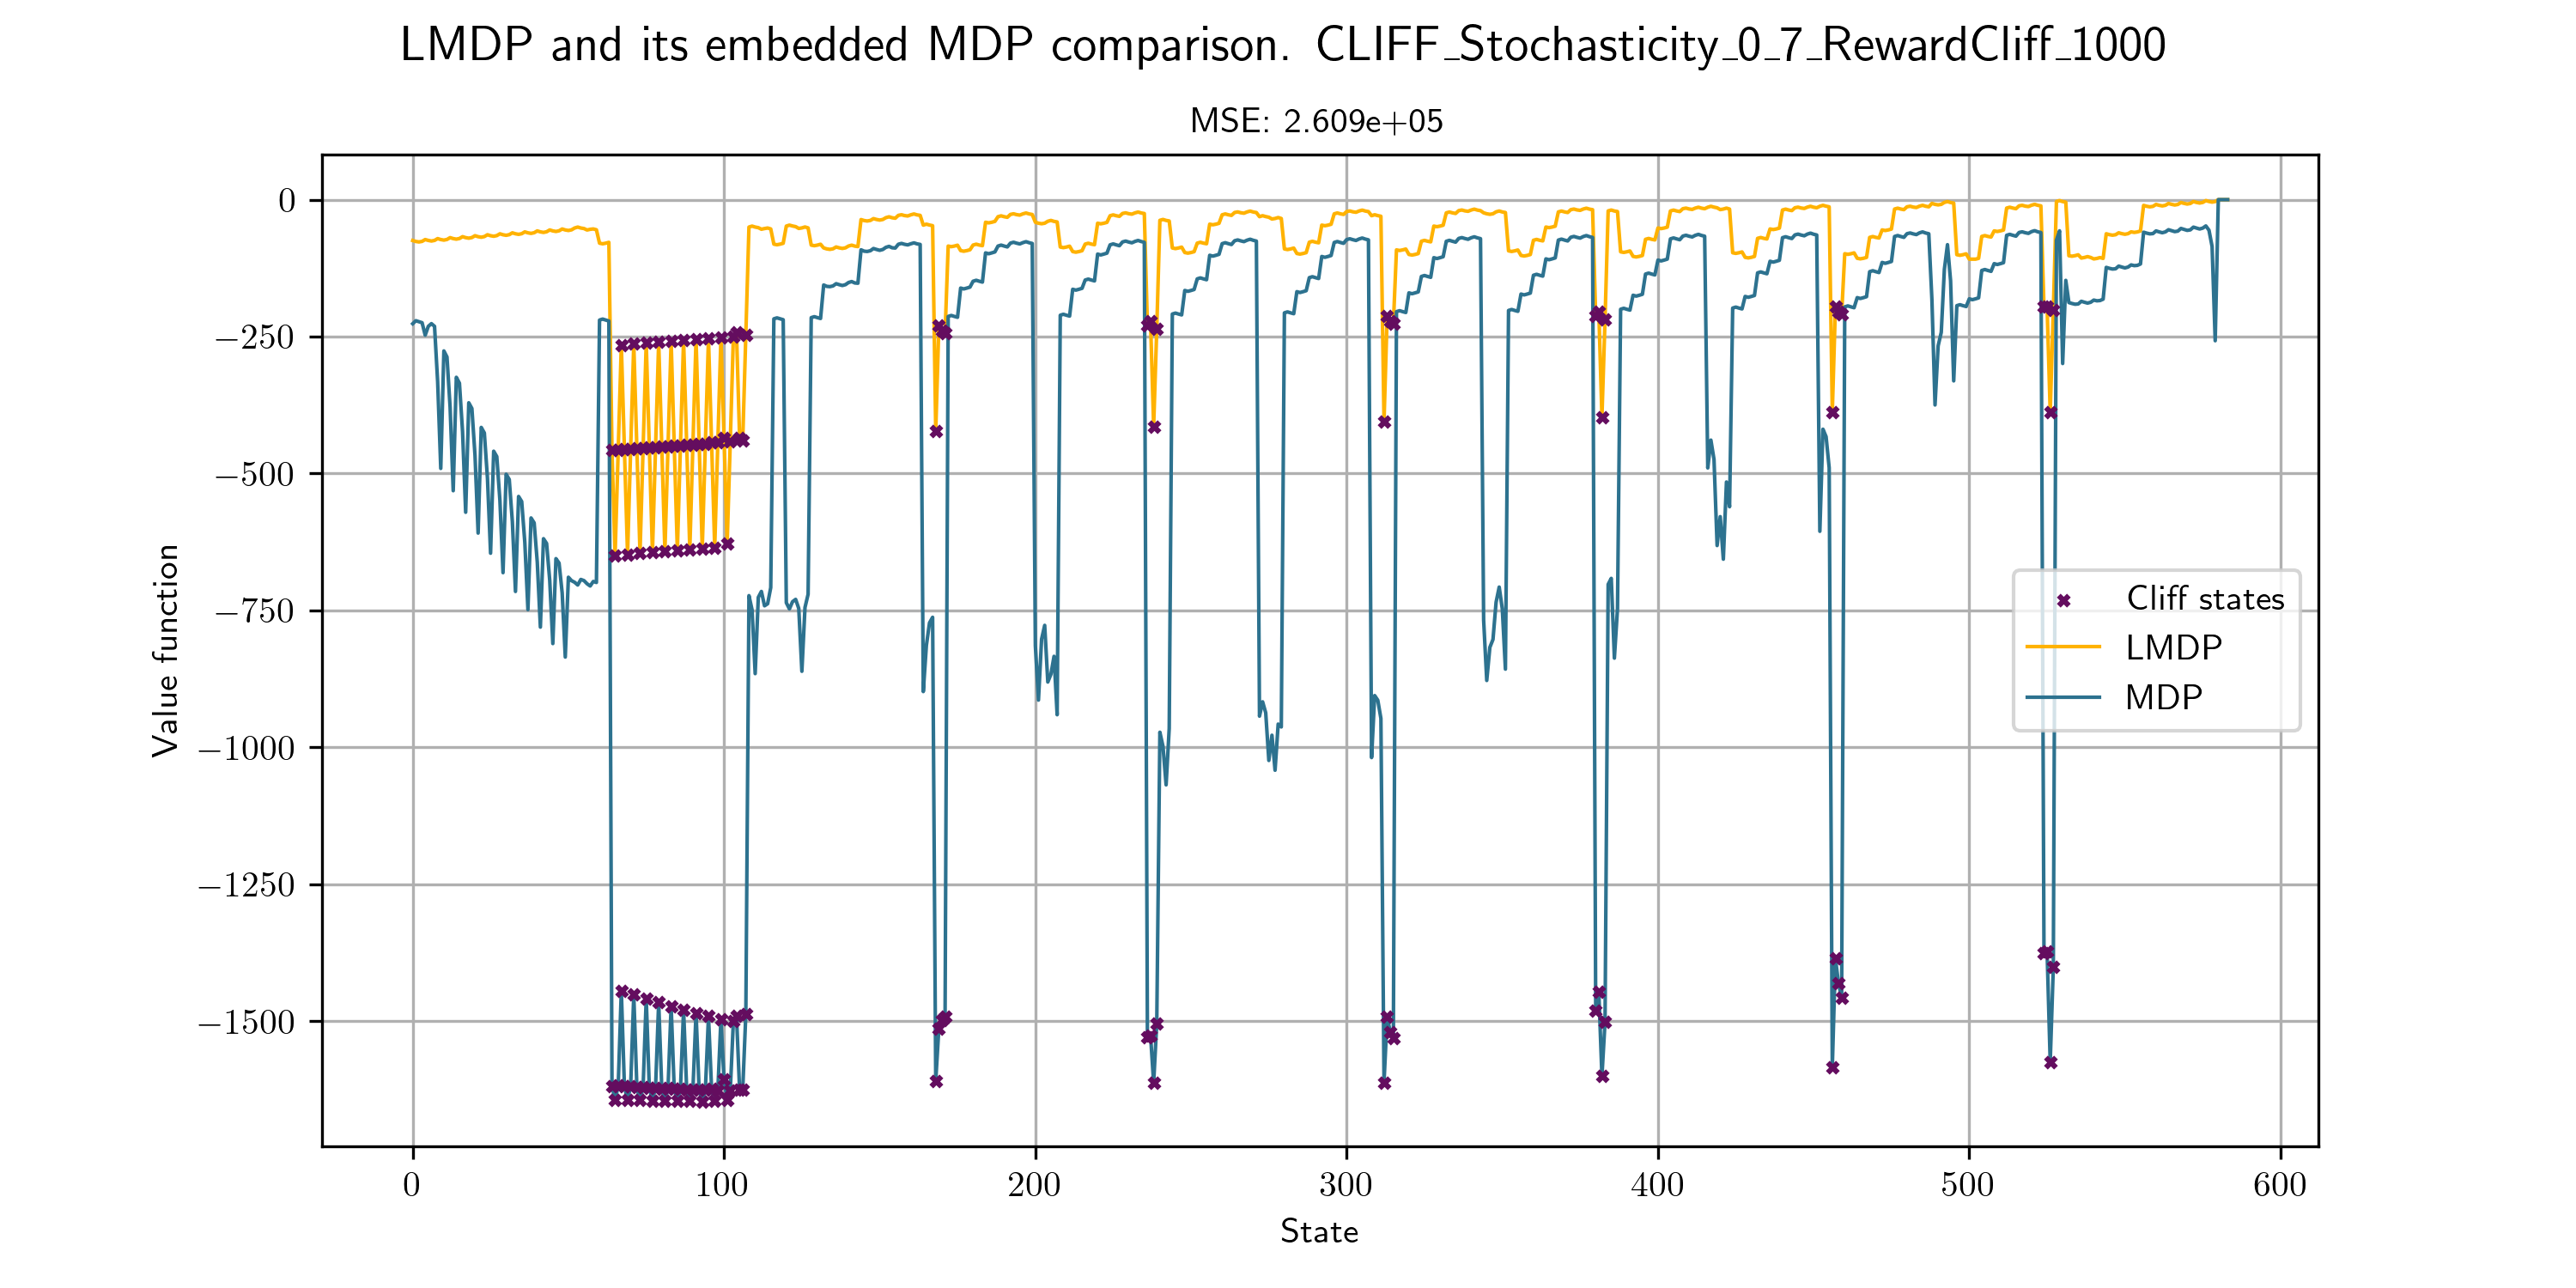 LMDP and its embedded MDP comparison. CLIFF_Stochasticity_0_7_RewardCliff_1000
MSE: 2.609e+05
0
−250
−500
−750
−1000
−1250
−1500
Value function
Cliff states
LMDP
MDP
0 100 200 300 400 500 600
State